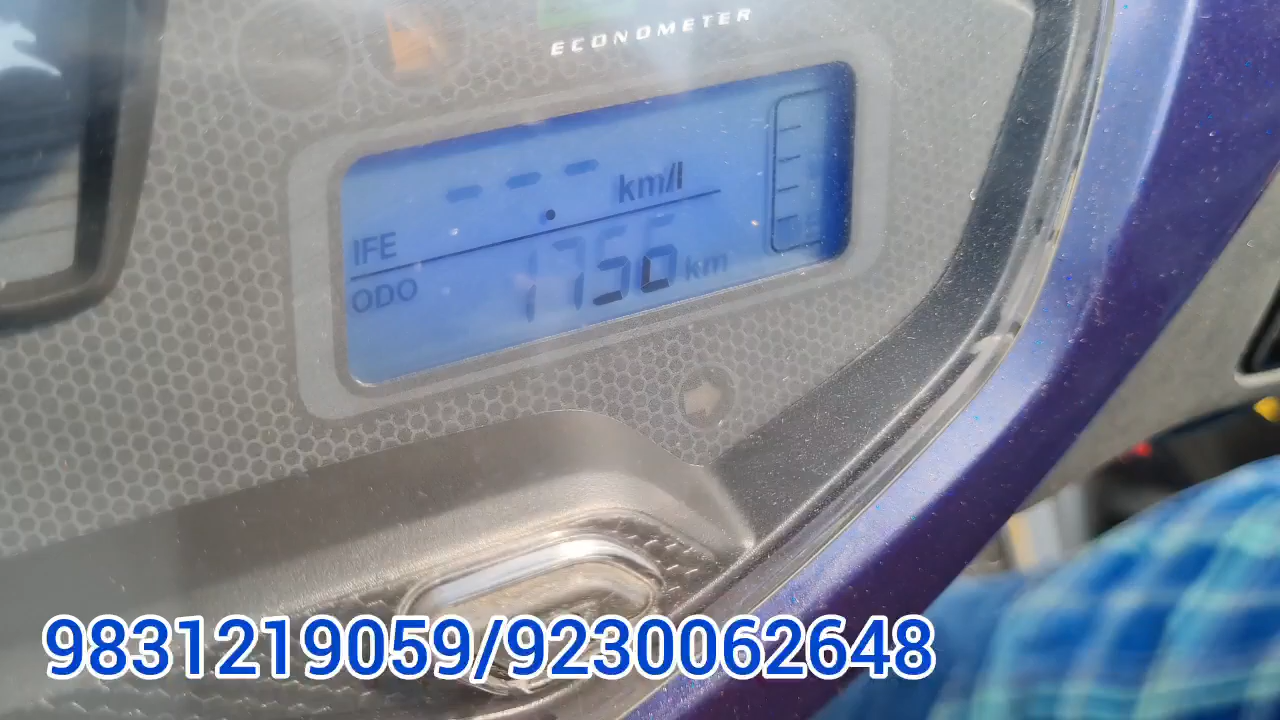 ECONOMETER
--- km/l
IFE
ODO 1756 km
9831219059/9230062648